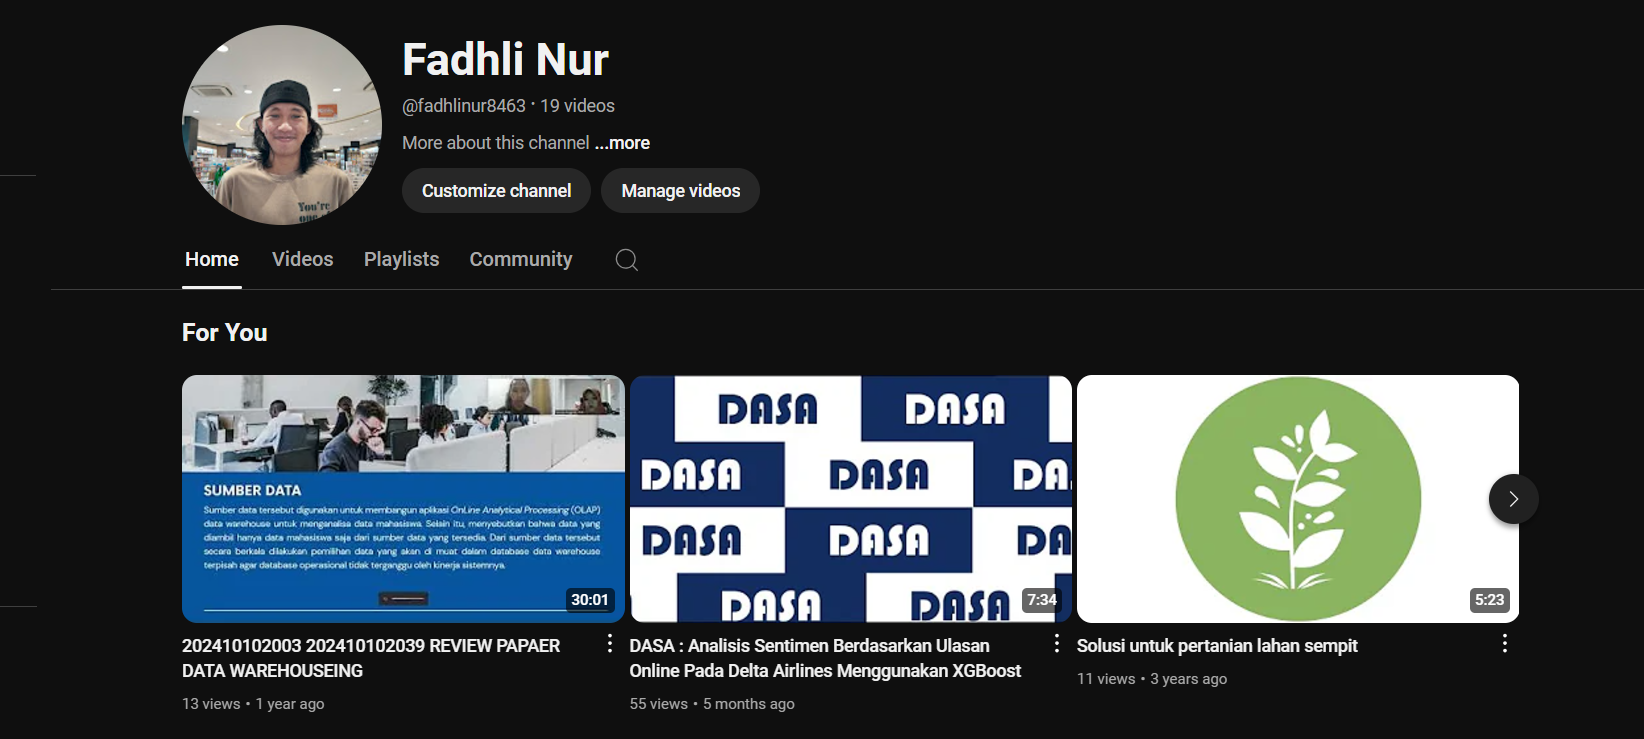 Fadhli Nur
@fadhlinur8463 • 19 videos
More about this channel ...more
Customize channel
Manage videos
You're
one
Home
Videos
Playlists
Community
For You
SUMBER DATA
Sumber data tersebut digunakan untuk membangun aplikasi OnLine Analytical Processing (OLAP)
data warehouse untuk menganalisa data mahasiswa. Selain itu, menyebutkan bahwa data yang
diambil hanya data mahasiswa saja dari sumber data yang tersedia. Dari sumber data tersebut
secara berkala dilakukan pemilihan data yang akan di muat dalam database data warehouse
terpisah agar database operasional tidak terganggu oleh kinerja sistemnya.
30:01
202410102003 202410102039 REVIEW PAPAER
DATA WAREHOUSEING
13 views • 1 year ago
DASA DASA
DASA DASA DA
DASA DASA DA
DASA DASA
7:34
DASA : Analisis Sentimen Berdasarkan Ulasan
Online Pada Delta Airlines Menggunakan XGBoost
55 views • 5 months ago
5:23
Solusi untuk pertanian lahan sempit
11 views • 3 years ago